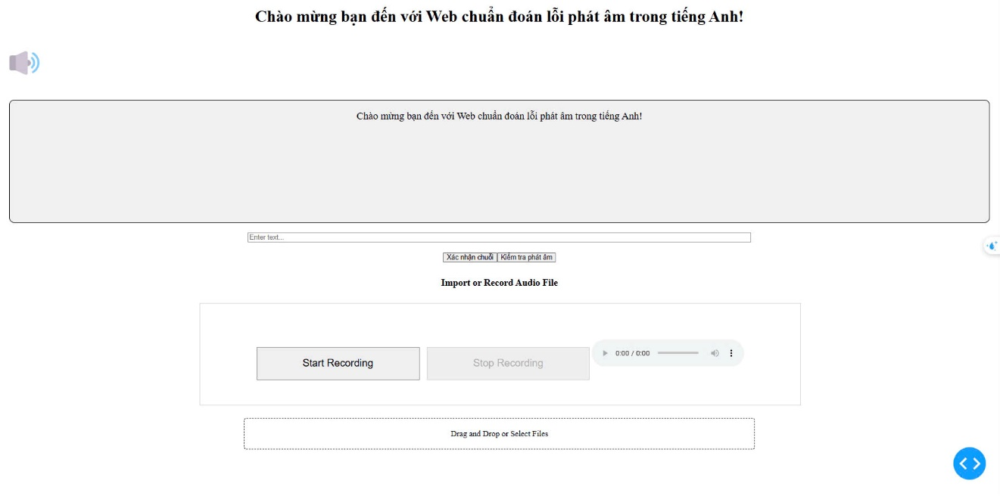 Chào mừng bạn đến với Web chuẩn đoán lỗi phát âm trong tiếng Anh!
Chào mừng bạn đến với Web chuẩn đoán lỗi phát âm trong tiếng Anh!
Enter text...
Xác nhận chuỗi Kiểm tra phát âm
Import or Record Audio File
Start Recording Stop Recording 0:00 / 0:00
Drag and Drop or Select Files